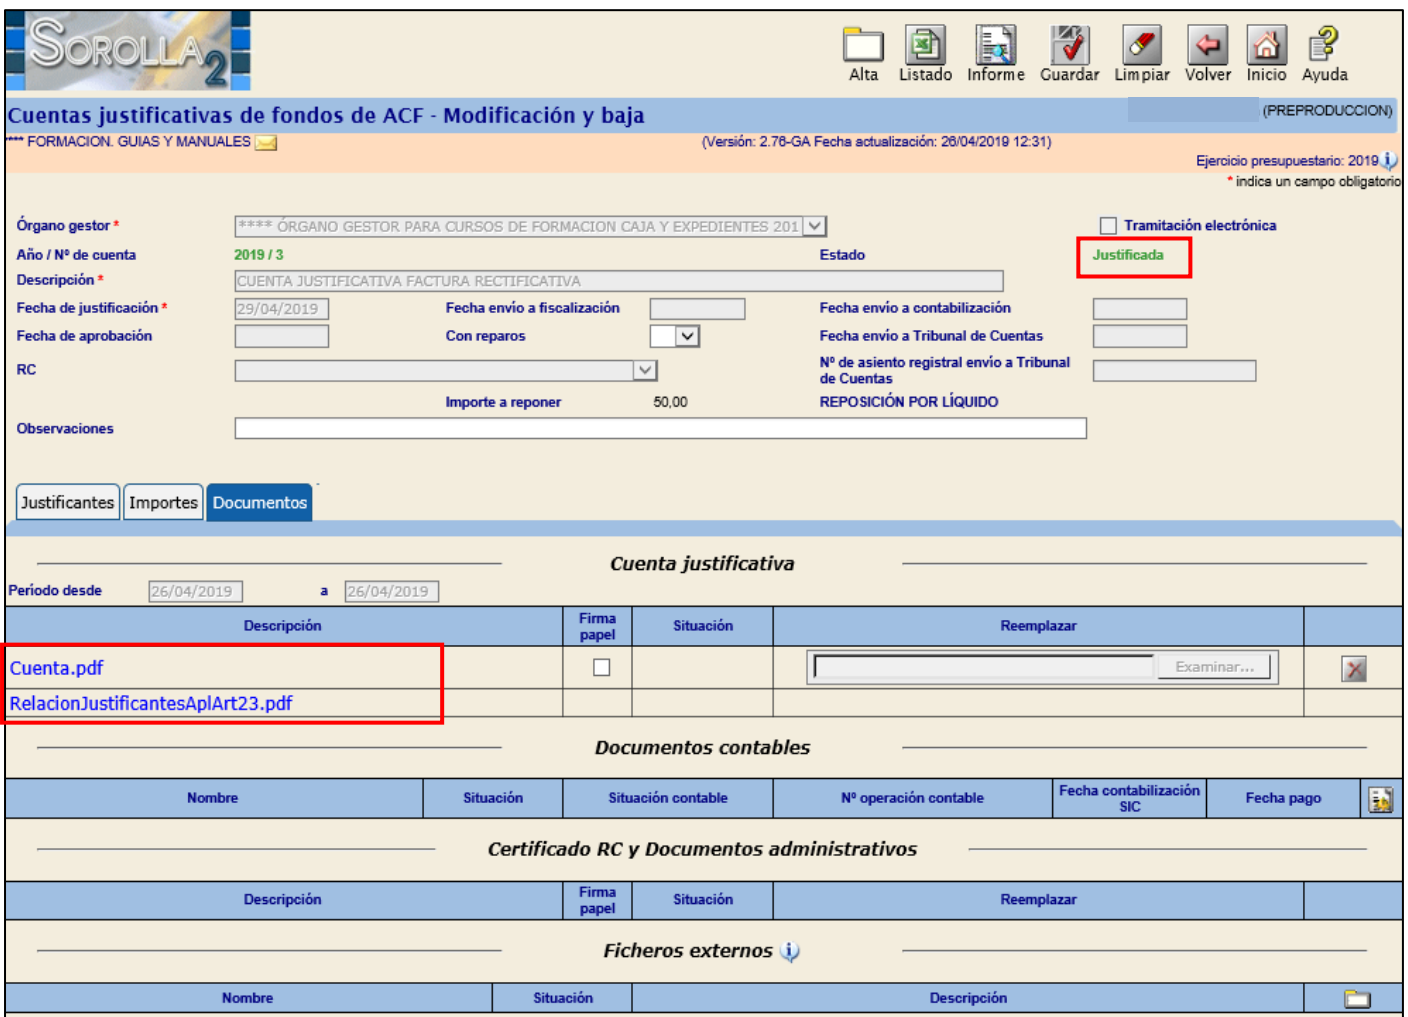 SOROLLA2
Alta Listado Informe Guardar Limpiar Volver Inicio Ayuda
Cuentas justificativas de fondos de ACF - Modificación y baja
(PREPRODUCCION)
**** FORMACION. GUIAS Y MANUALES
(Versión: 2.76-GA Fecha actualización: 26/04/2019 12:31)
Ejercicio presupuestario: 2019
* indica un campo obligatorio
Órgano gestor * **** ÓRGANO GESTOR PARA CURSOS DE FORMACION CAJA Y EXPEDIENTES 201 Tramitación electrónica
Año / Nº de cuenta 2019 / 3 Estado Justificada
Descripción * CUENTA JUSTIFICATIVA FACTURA RECTIFICATIVA
Fecha de justificación * 29/04/2019 Fecha envío a fiscalización Fecha envío a contabilización
Fecha de aprobación Con reparos Fecha envío a Tribunal de Cuentas
RC Nº de asiento registral envío a Tribunal
de Cuentas
Importe a reponer 50,00 REPOSICIÓN POR LÍQUIDO
Observaciones
Justificantes Importes Documentos
Cuenta justificativa
Período desde 26/04/2019 a 26/04/2019
Descripción Firma papel Situación Reemplazar
Cuenta.pdf Examinar...
RelacionJustificantesAplArt23.pdf
Documentos contables
Nombre Situación Situación contable Nº operación contable Fecha contabilización SIC Fecha pago
Certificado RC y Documentos administrativos
Descripción Firma papel Situación Reemplazar
Ficheros externos
Nombre Situación Descripción